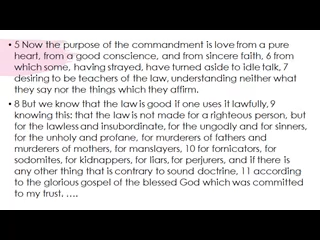 • 5 Now the purpose of the commandment is love from a pure
heart, from a good conscience, and from sincere faith, 6 from
which some, having strayed, have turned aside to idle talk, 7
desiring to be teachers of the law, understanding neither what
they say nor the things which they affirm.
• 8 But we know that the law is good if one uses it lawfully, 9
knowing this: that the law is not made for a righteous person, but
for the lawless and insubordinate, for the ungodly and for sinners,
for the unholy and profane, for murderers of fathers and
murderers of mothers, for manslayers, 10 for fornicators, for
sodomites, for kidnappers, for liars, for perjurers, and if there is
any other thing that is contrary to sound doctrine, 11 according
to the glorious gospel of the blessed God which was committed
to my trust. ....